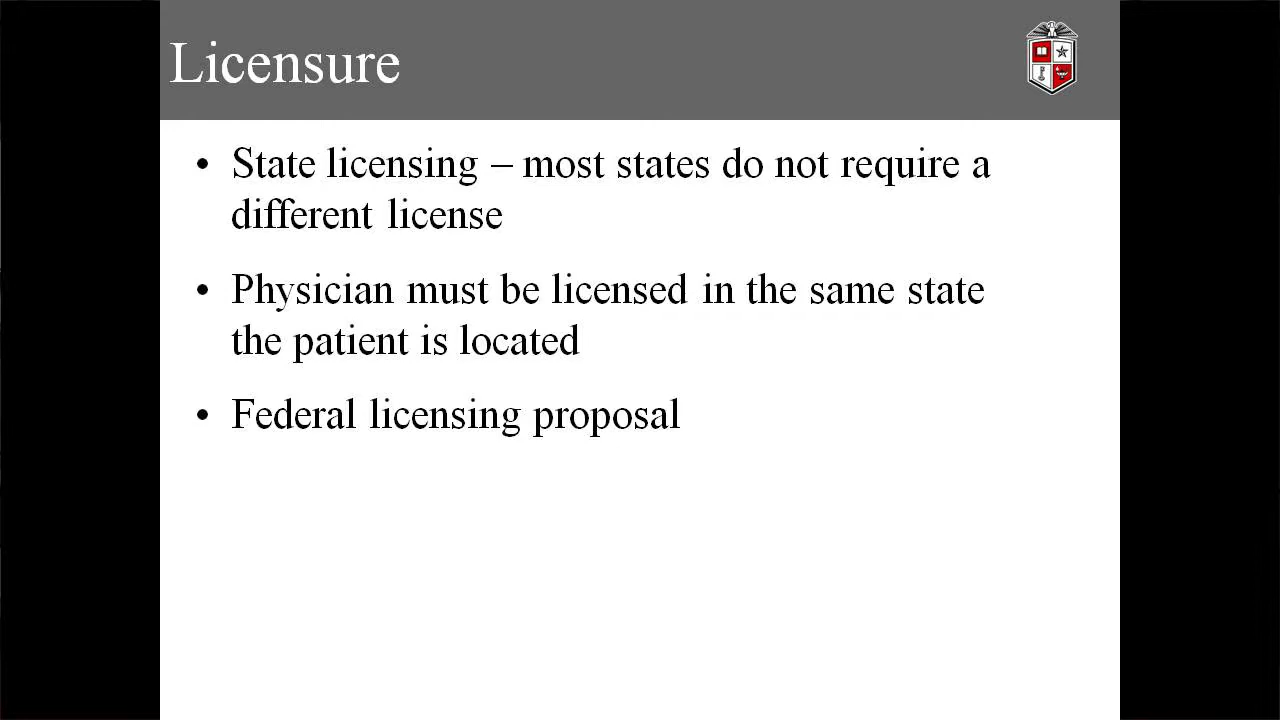 Licensure
• State licensing – most states do not require a
different license
• Physician must be licensed in the same state
the patient is located
• Federal licensing proposal